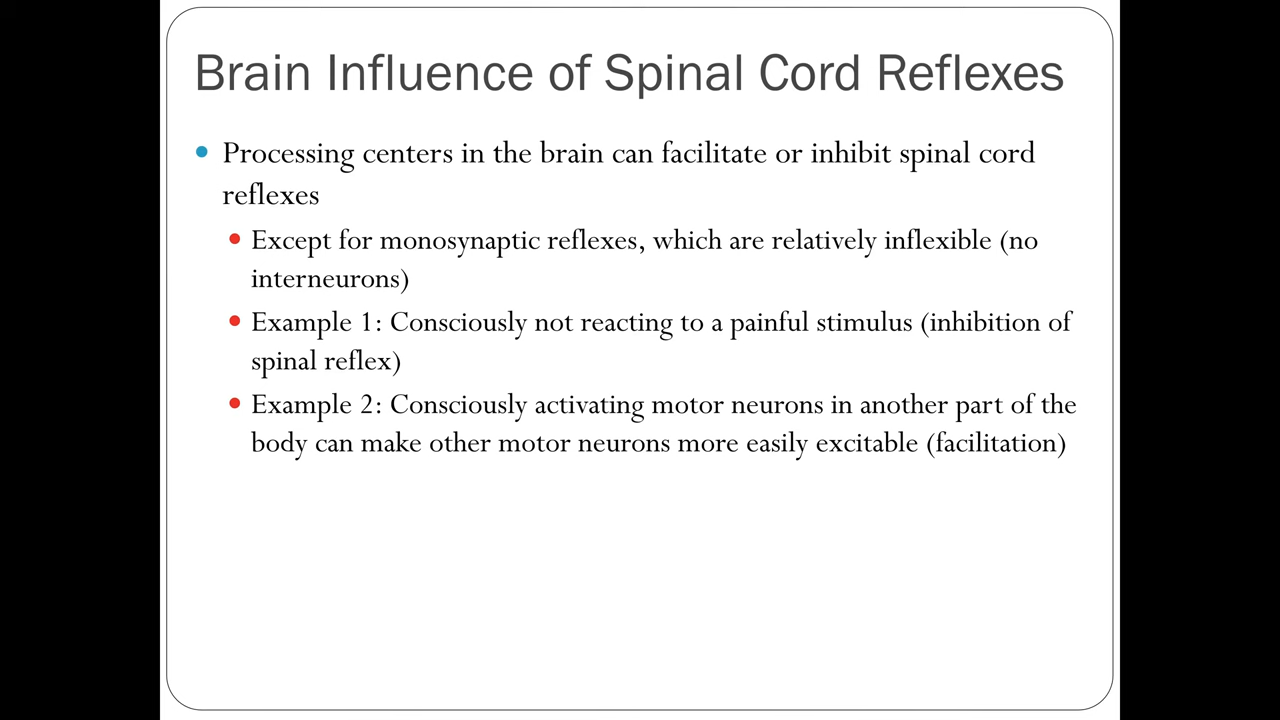 Brain Influence of Spinal Cord Reflexes
• Processing centers in the brain can facilitate or inhibit spinal cord
reflexes
• Except for monosynaptic reflexes, which are relatively inflexible (no
interneurons)
• Example 1: Consciously not reacting to a painful stimulus (inhibition of
spinal reflex)
• Example 2: Consciously activating motor neurons in another part of the
body can make other motor neurons more easily excitable (facilitation)